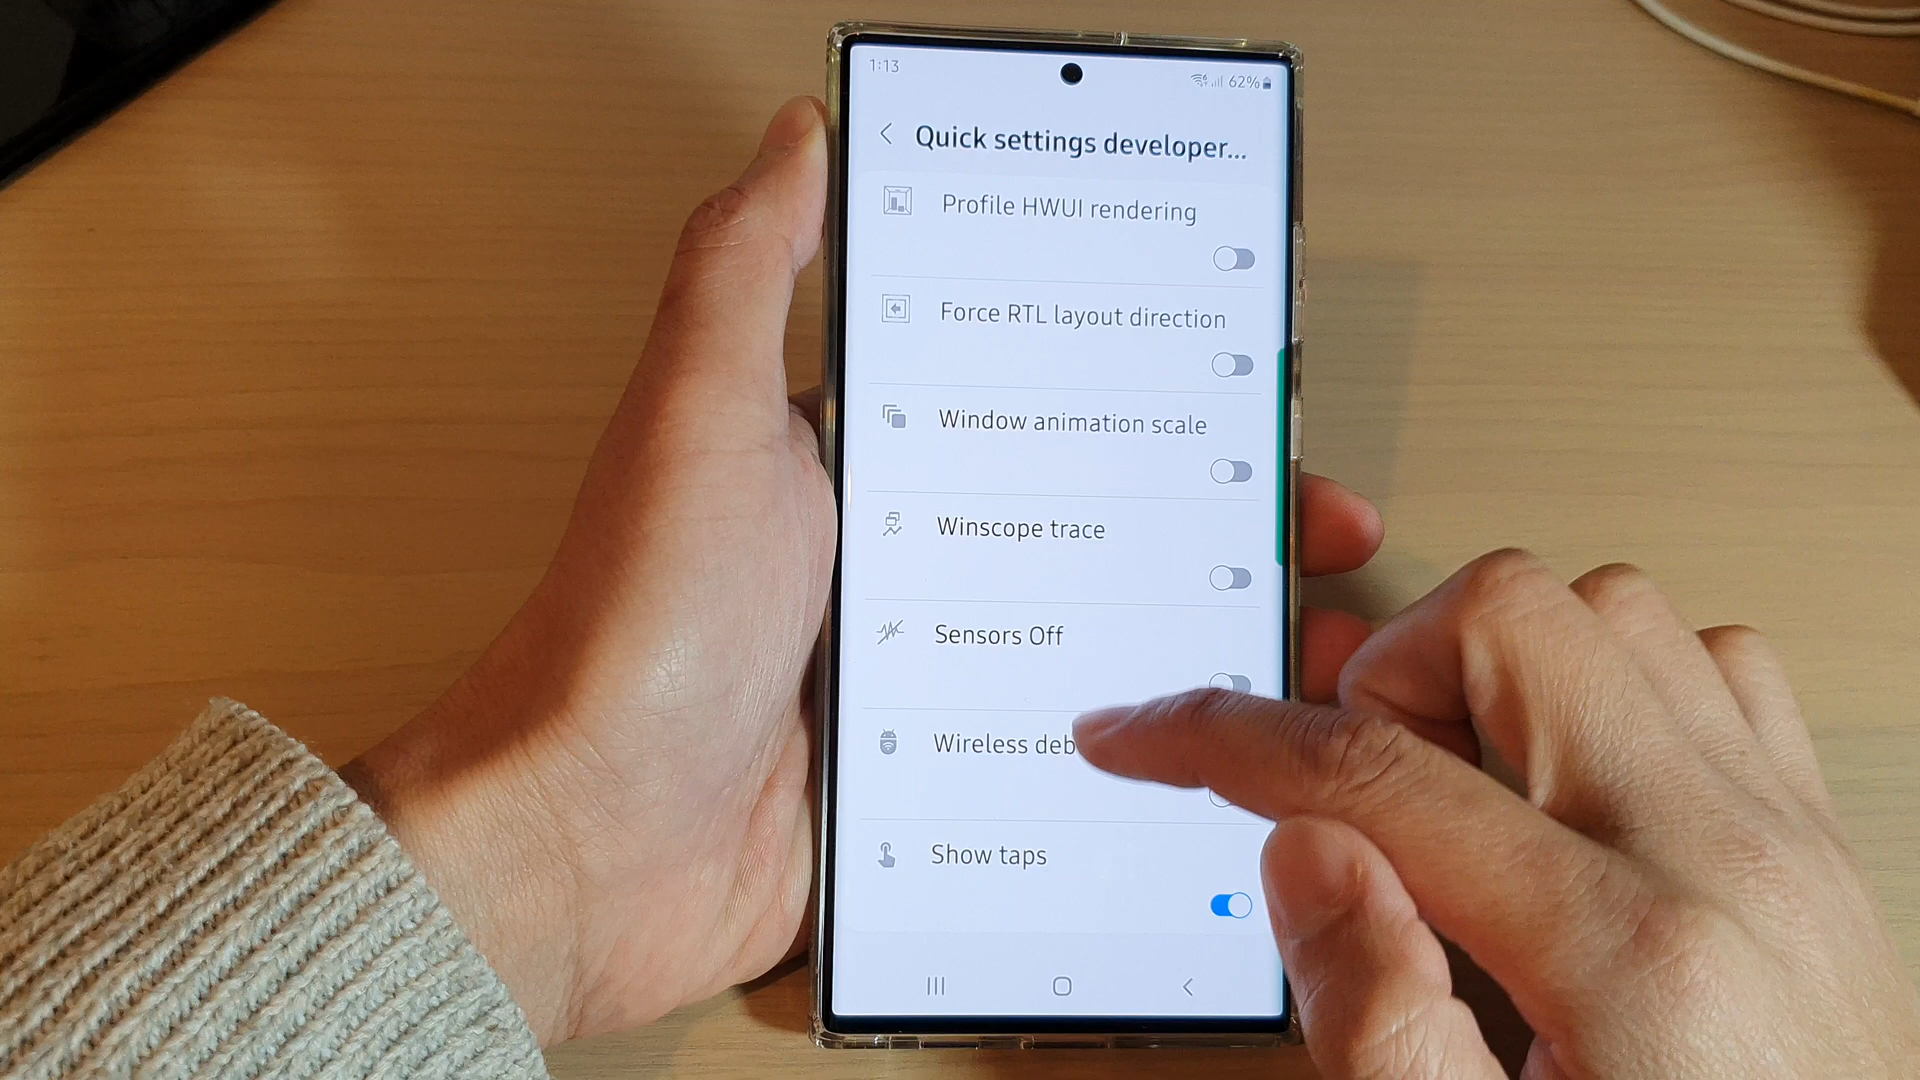 1:13
62%
Quick settings developer...
Profile HWUI rendering
Force RTL layout direction
Window animation scale
Winscope trace
Sensors Off
Wireless deb
Show taps